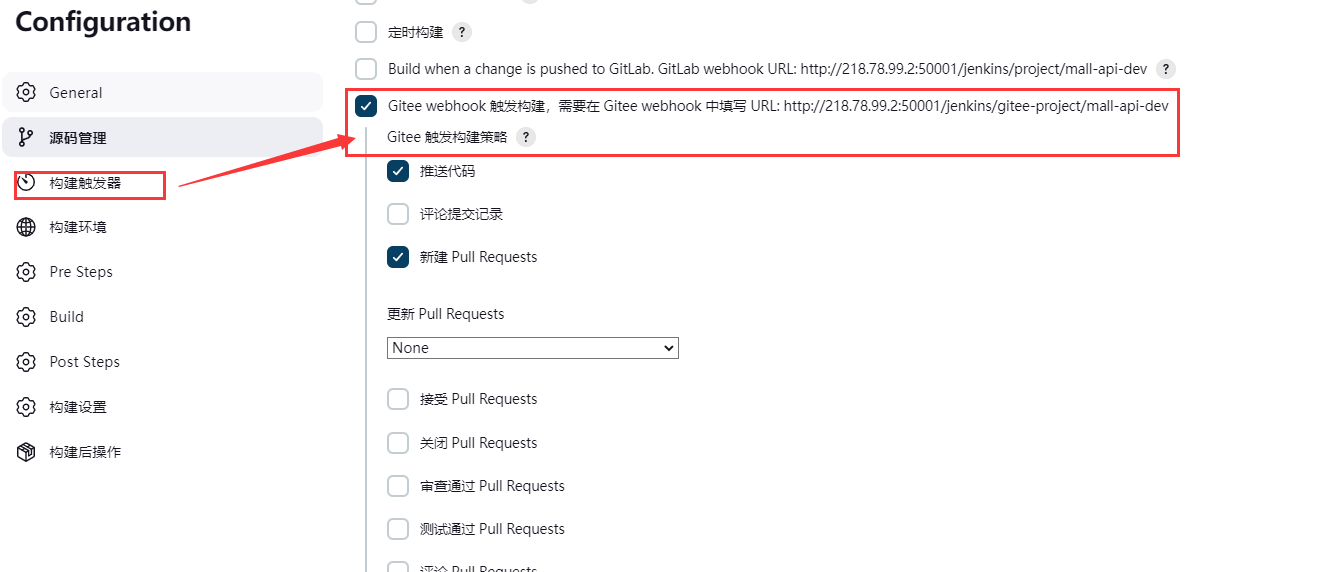 Configuration
General
源码管理
构建触发器
构建环境
Pre Steps
Build
Post Steps
构建设置
构建后操作
定时构建 ?
Build when a change is pushed to GitLab. GitLab webhook URL: http://218.78.99.2:50001/jenkins/project/mall-api-dev ?
Gitee webhook 触发构建，需要在 Gitee webhook 中填写 URL: http://218.78.99.2:50001/jenkins/gitee-project/mall-api-dev
Gitee 触发构建策略 ?
推送代码
评论提交记录
新建 Pull Requests
更新 Pull Requests
None
接受 Pull Requests
关闭 Pull Requests
审查通过 Pull Requests
测试通过 Pull Requests
评论 Pull Requests